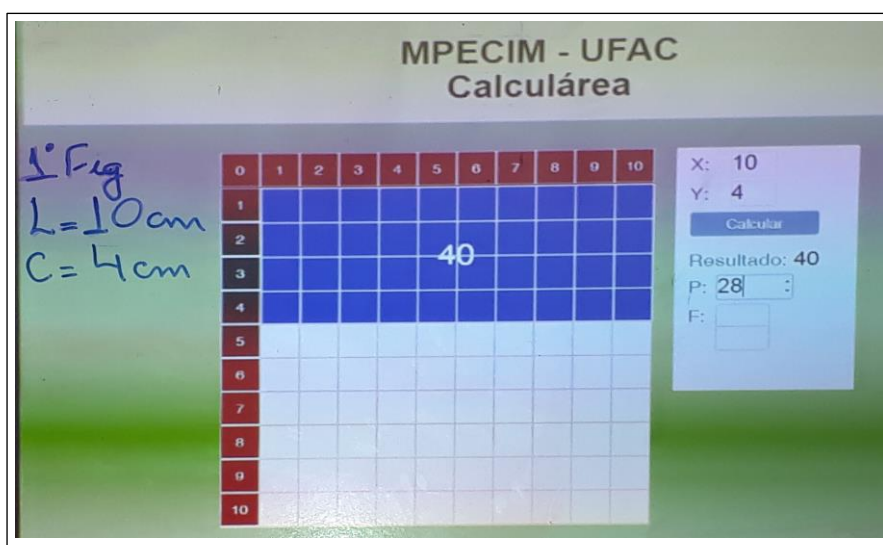 MPECIM - UFAC
Calculárea
1º Fig
L = 10 cm
C = 4 cm
0 1 2 3 4 5 6 7 8 9 10
1
2
3
4
5
6
7
8
9
10
40
X: 10
Y: 4
Calcular
Resultado: 40
P: 28
F: